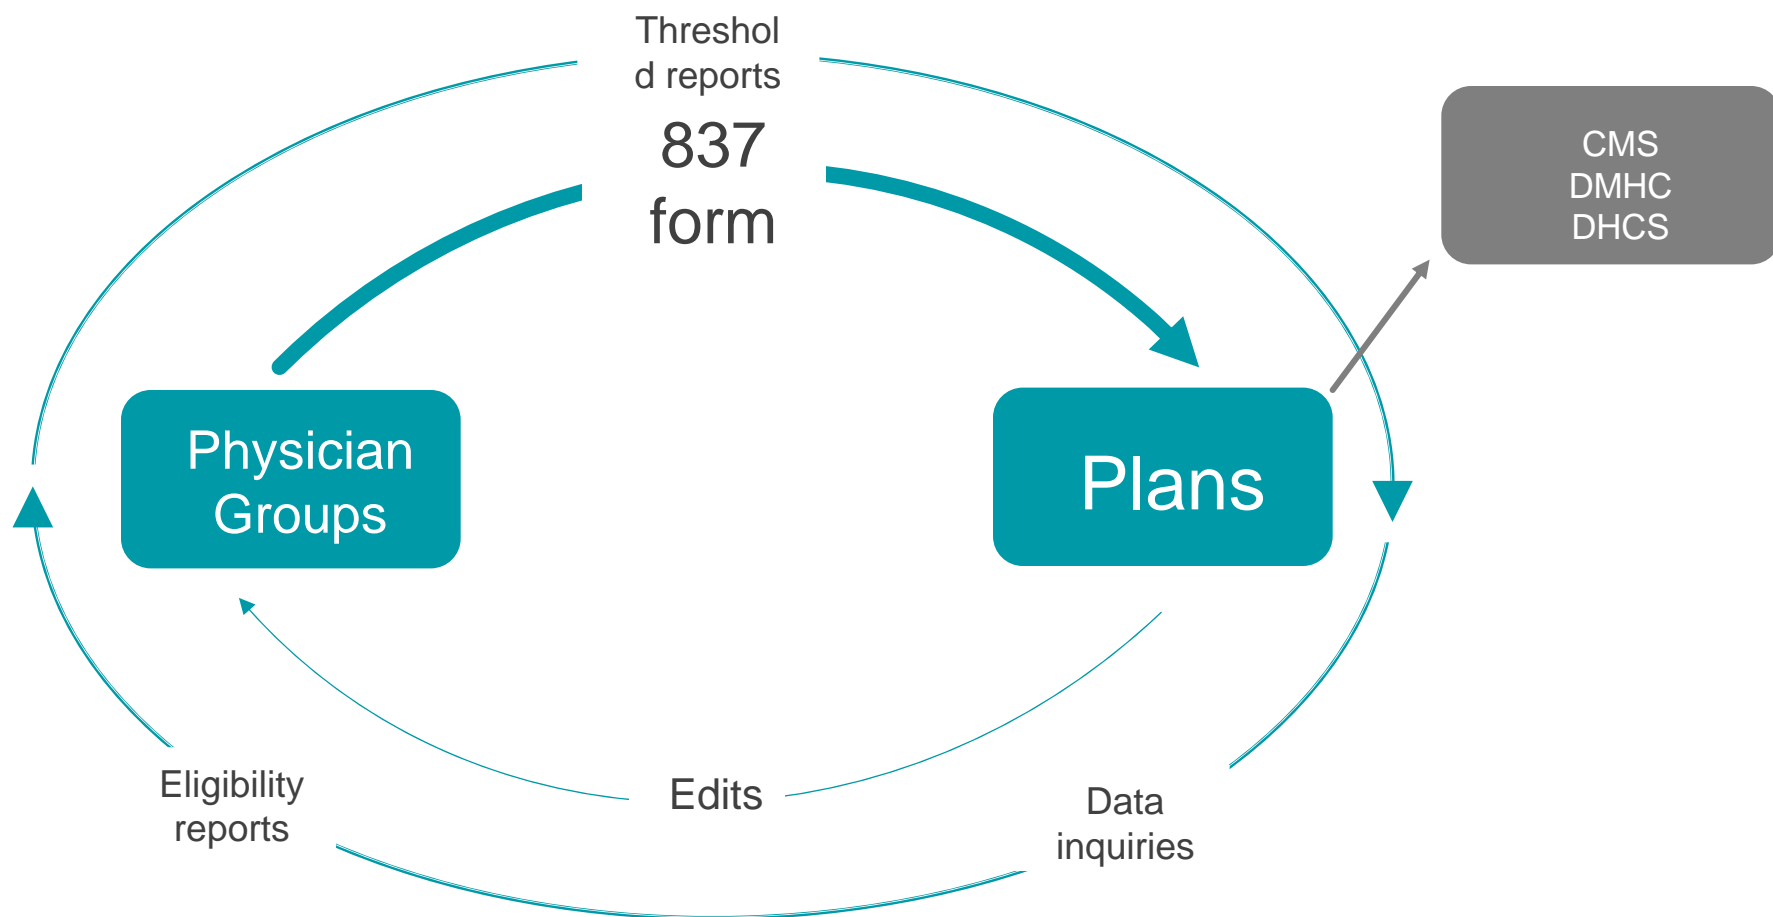 Threshol
d reports
837
form
CMS
DMHC
DHCS
Physician
Groups
Plans
Eligibility
reports
Edits
Data
inquiries